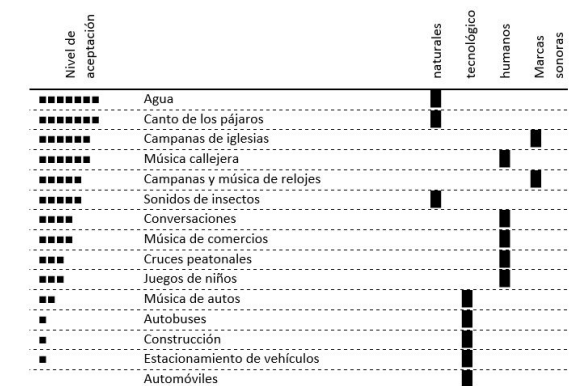 Nivel de aceptación naturales tecnológico humanos Marcas sonoras
■■■■■■■ Agua
■■■■■■■ Canto de los pájaros
■■■■■■ Campanas de iglesias
■■■■■■ Música callejera
■■■■■ Campanas y música de relojes
■■■■■ Sonidos de insectos
■■■■ Conversaciones
■■■■ Música de comercios
■■■ Cruces peatonales
■■■ Juegos de niños
■■ Música de autos
■ Autobuses
■ Construcción
■ Estacionamiento de vehículos
Automóviles